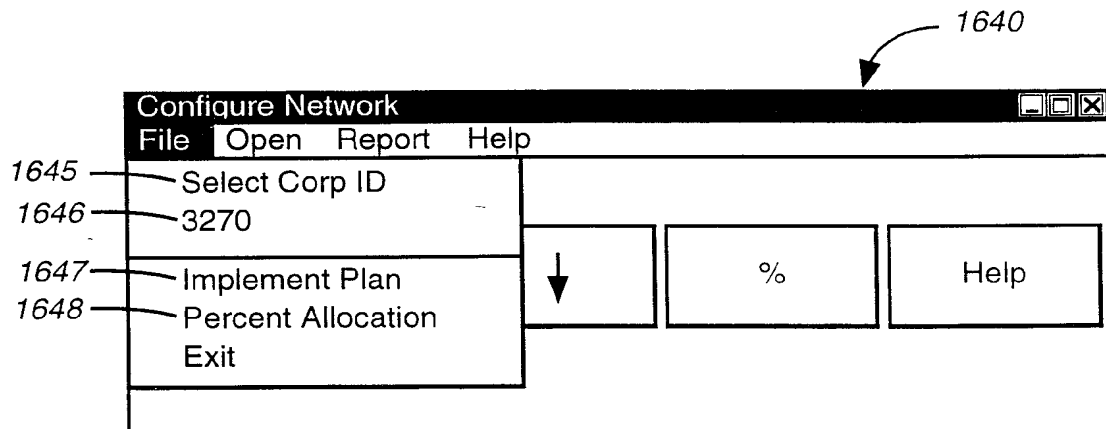 1640
Configure Network
File Open Report Help
1645 Select Corp ID
1646 3270
1647 Implement Plan
1648 Percent Allocation
Exit
% Help